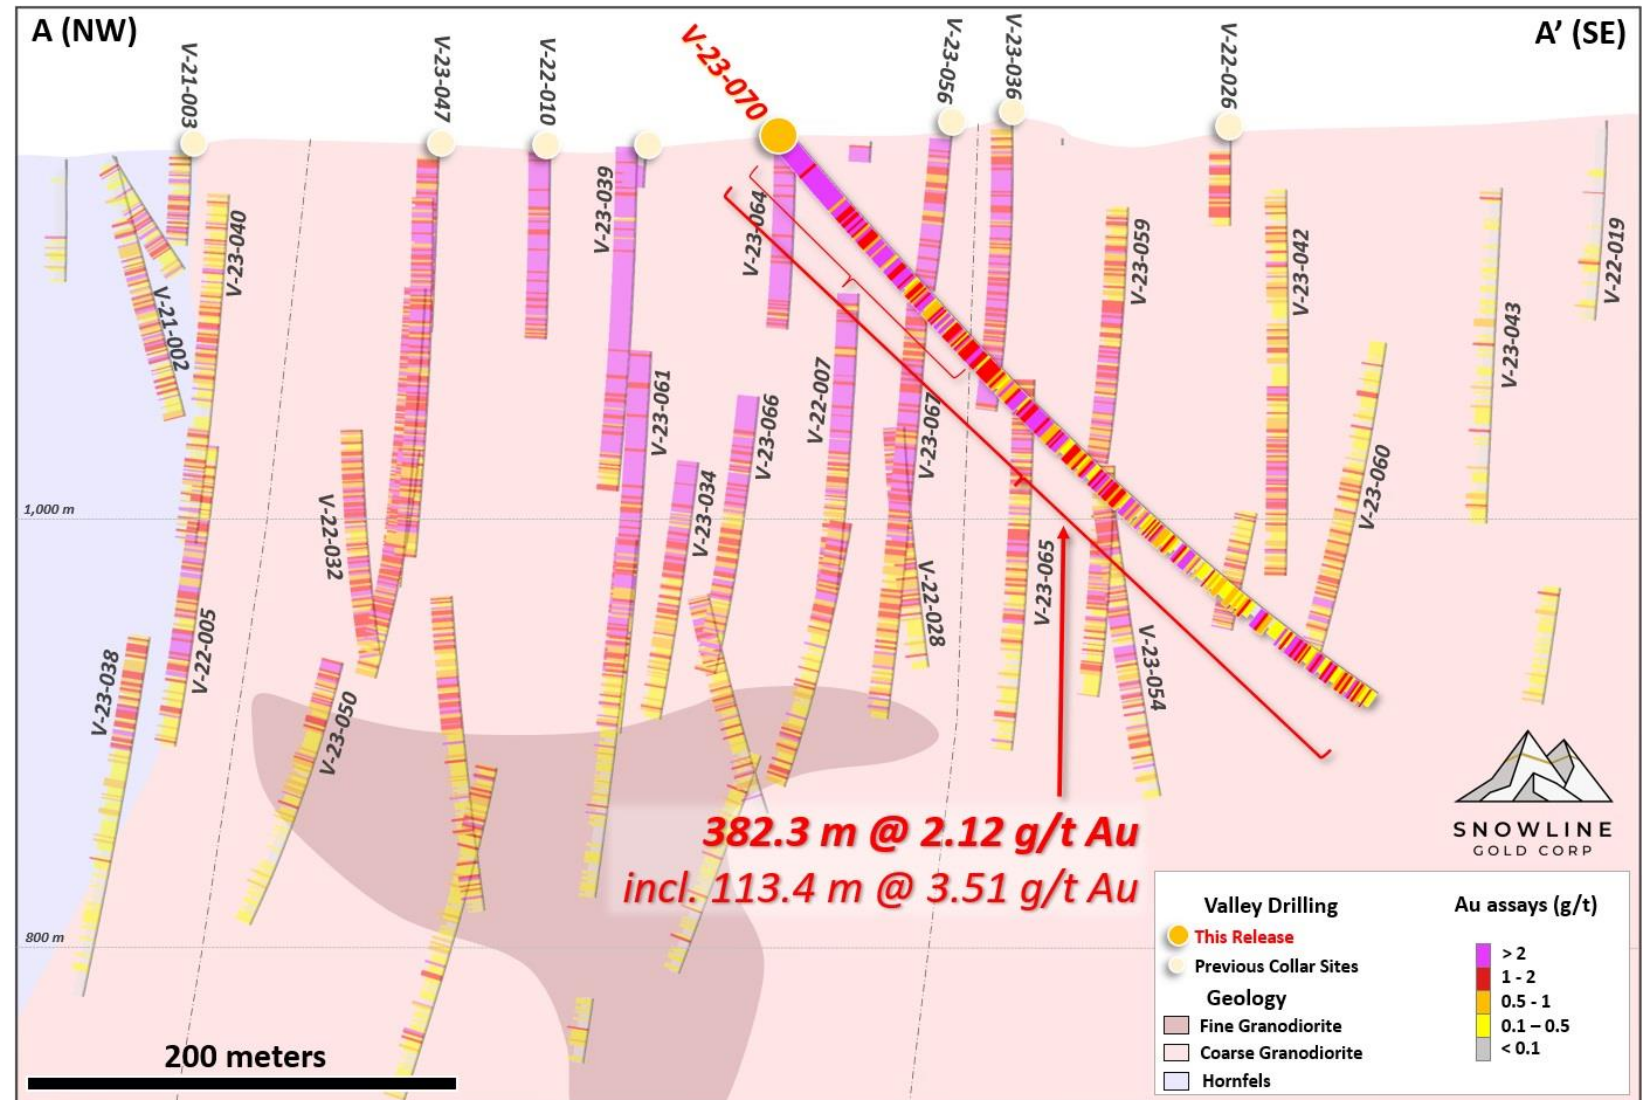 A (NW)
A’ (SE)
V-21-003
V-23-047
V-22-010
V-23-070
V-23-056
V-23-036
V-22-026
V-23-040
V-21-002
V-23-039
V-23-064
V-23-059
V-23-042
V-22-019
V-23-043
V-23-061
V-23-066
V-22-007
V-23-067
V-23-060
V-23-034
V-22-032
1,000 m
V-23-065
V-22-028
V-23-054
V-22-005
V-23-038
V-23-050
382.3 m @ 2.12 g/t Au
incl. 113.4 m @ 3.51 g/t Au
SNOWLINE
GOLD CORP
800 m
200 meters
Valley Drilling
This Release
Previous Collar Sites
Geology
Fine Granodiorite
Coarse Granodiorite
Hornfels
Au assays (g/t)
> 2
1 - 2
0.5 - 1
0.1 – 0.5
< 0.1